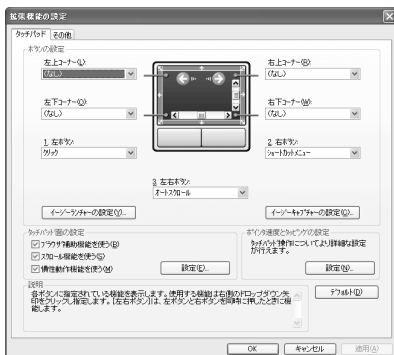 拡張機能の設定
タッチパッド その他
ボタンの設定
左上コーナー(L):
(なし)
右上コーナー(R):
(なし)
左下コーナー(O):
(なし)
右下コーナー(W):
(なし)
1. 左ボタン:
クリック
2. 右ボタン:
ショートカットメニュー
3. 左右ボタン:
オートスクロール
イージーランチャーの設定(Y)...
イージーキャプチャーの設定(C)...
タッチパッド面の設定
ブラウザ補助機能を使う(B)
スクロール機能を使う(S)
慣性動作機能を使う(M)
設定(E)...
ポインタ速度とタッピングの設定
タッチパッド操作についてより詳細な設定が行えます。
設定(N)...
説明
各ボタンに指定されている機能を表示します。使用する機能は右側のドロップダウン矢
印をクリックし指定します。[左右ボタン]は、左ボタンと右ボタンを同時に押したときに機
能します。
デフォルト(D)
OK キャンセル 適用(A)